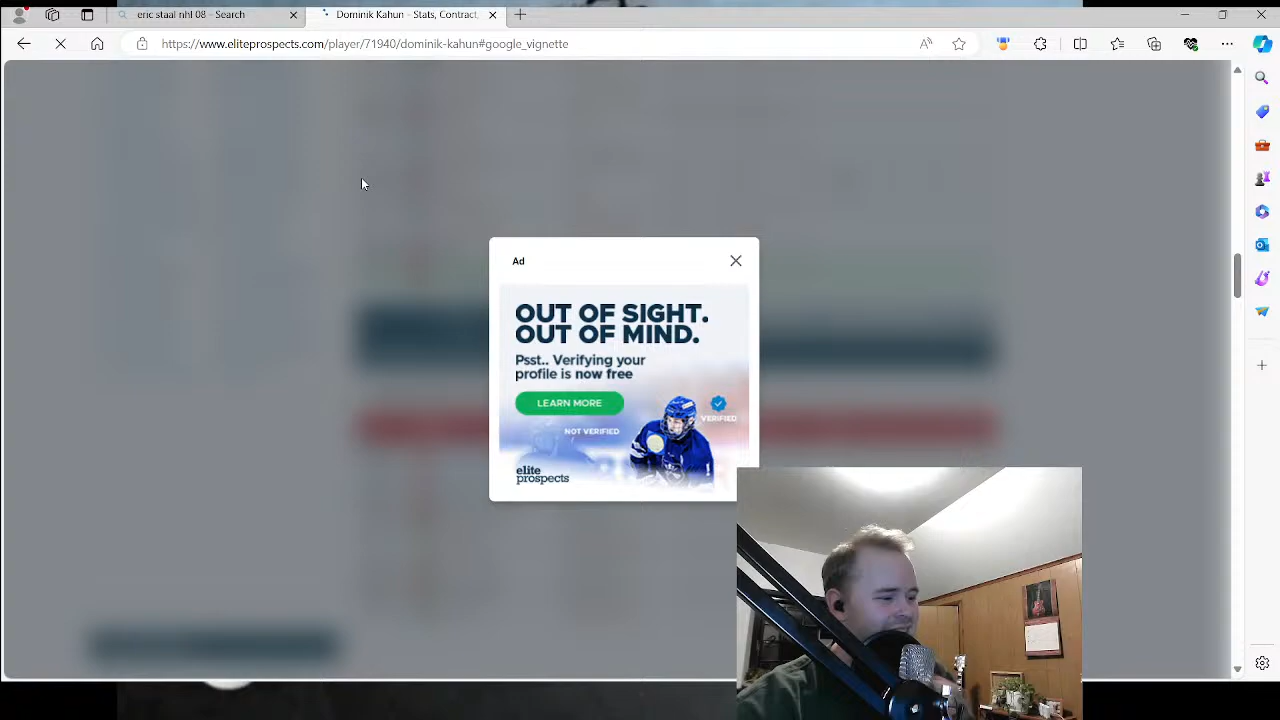 eric staal nhl 08 - Search
Dominik Kahun - Stats, Contract,
https://www.eliteprospects.com/player/71940/dominik-kahun#google_vignette
Ad
OUT OF SIGHT.
OUT OF MIND.
Psst.. Verifying your
profile is now free
LEARN MORE
VERIFIED
NOT VERIFIED
elite
prospects